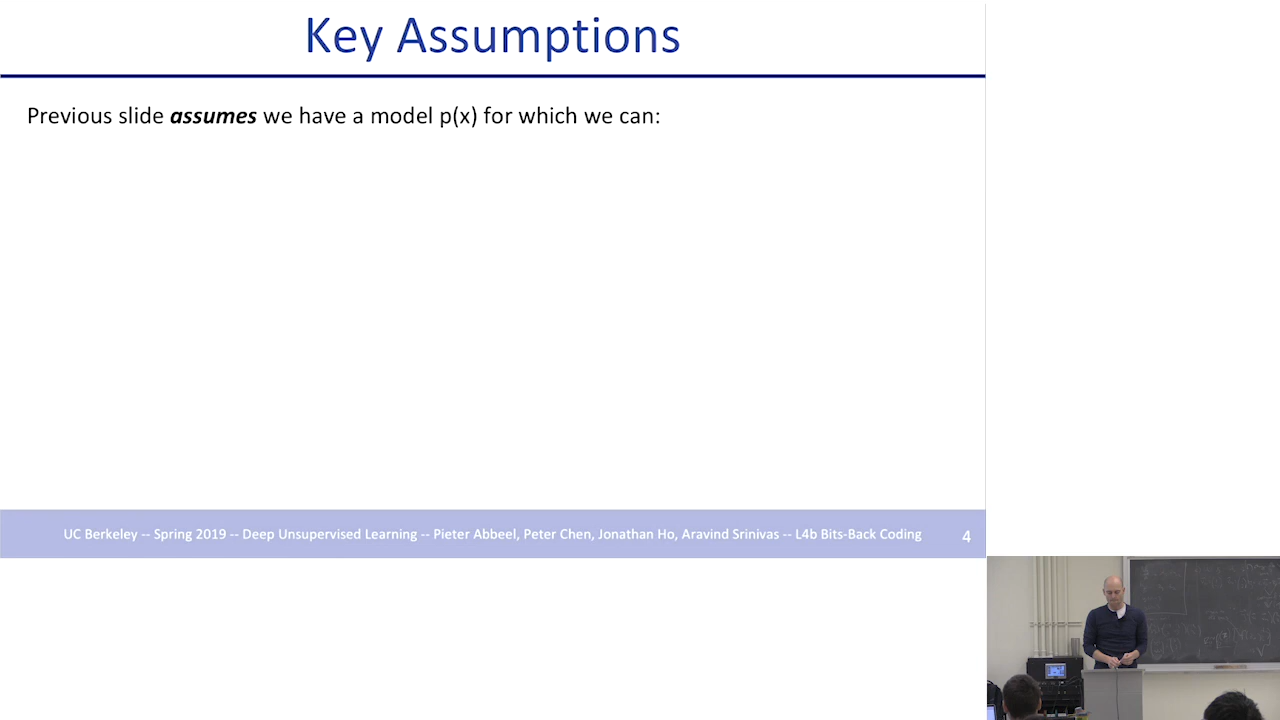 Key Assumptions
Previous slide assumes we have a model p(x) for which we can:
UC Berkeley -- Spring 2019 -- Deep Unsupervised Learning -- Pieter Abbeel, Peter Chen, Jonathan Ho, Aravind Srinivas -- L4b Bits-Back Coding 4